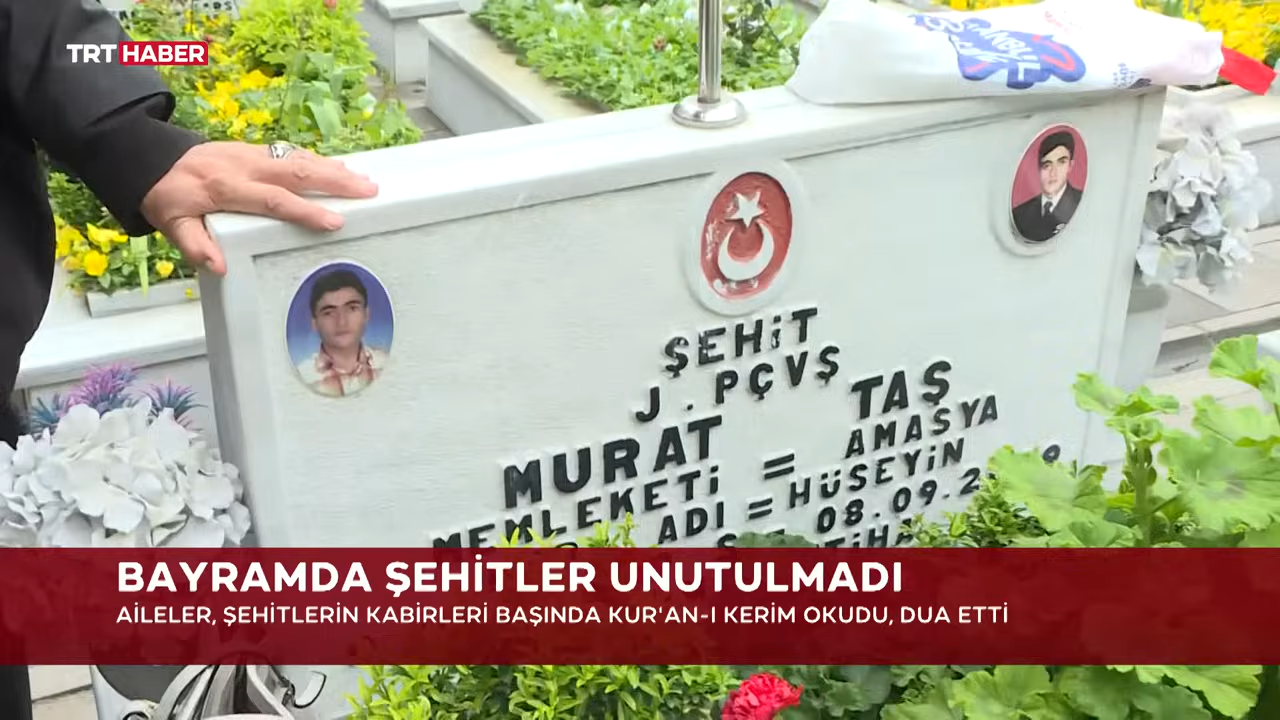 TRT HABER
ŞEHİT
J. PÇVŞ
MURAT TAŞ
MEMLEKETİ = AMASYA
ADI = HÜSEYİN
08.09.2
BAYRAMDA ŞEHİTLER UNUTULMADI
AİLELER, ŞEHİTLERİN KABİRLERİ BAŞINDA KUR'AN-I KERİM OKUDU, DUA ETTİ